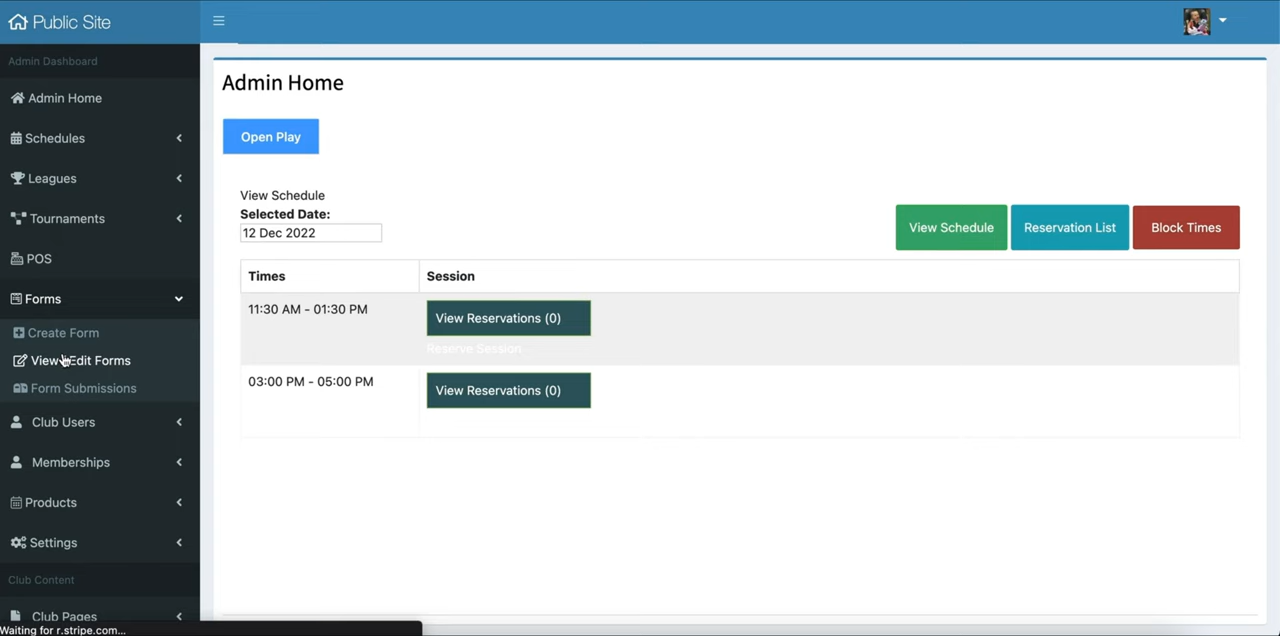 Public Site
Admin Dashboard
Admin Home
Schedules
Leagues
Tournaments
POS
Forms
Create Form
View/Edit Forms
Form Submissions
Club Users
Memberships
Products
Settings
Club Content
Club Pages
Waiting for r.stripe.com...
Admin Home
Open Play
View Schedule
Selected Date:
12 Dec 2022
View Schedule Reservation List Block Times
Times Session
11:30 AM - 01:30 PM View Reservations (0)
Reserve Session
03:00 PM - 05:00 PM View Reservations (0)